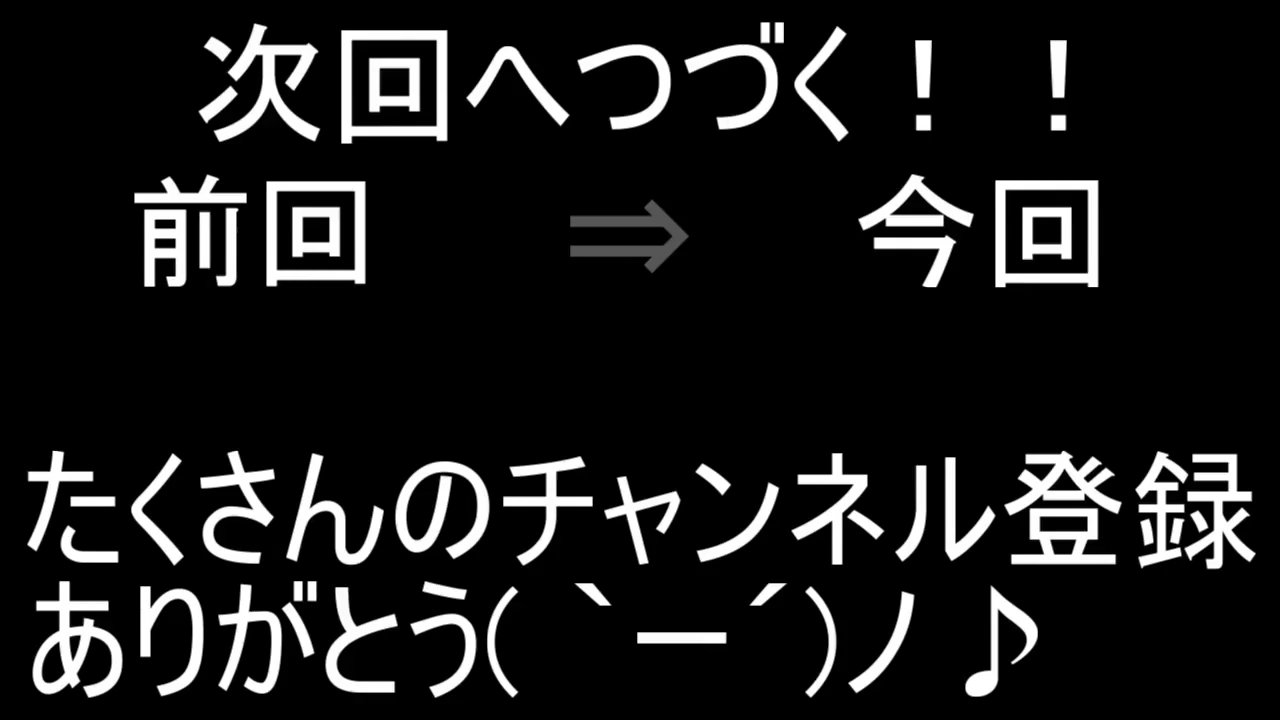 次回へつづく！！
前回　⇒　今回
たくさんのチャンネル登録
ありがとう(｀ー´)ノ♪